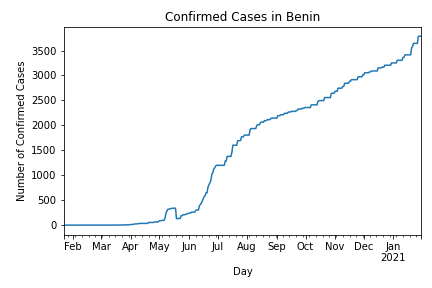 Confirmed Cases in Benin
Number of Confirmed Cases
3500
3000
2500
2000
1500
1000
500
0
Feb Mar Apr May Jun Jul Aug Sep Oct Nov Dec Jan
2021
Day